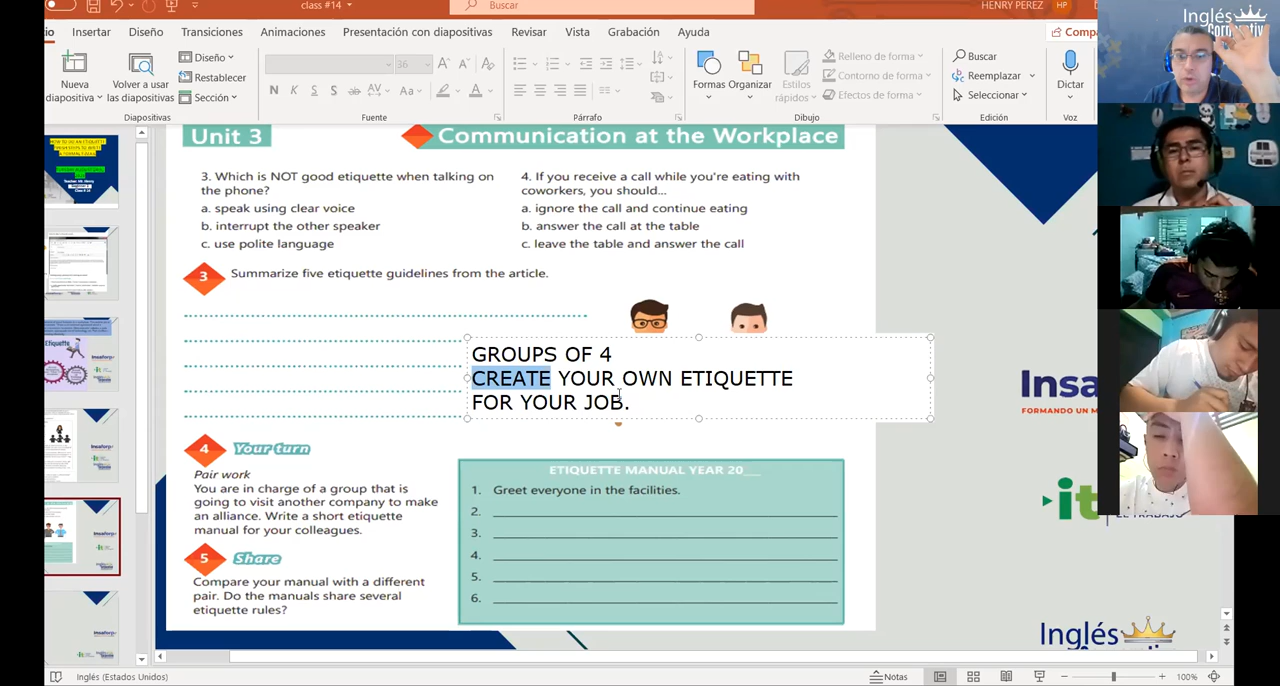 class #14
Buscar
HENRY PEREZ
HP
Insertar
Diseño
Transiciones
Animaciones
Presentación con diapositivas
Revisar
Vista
Grabación
Ayuda
Nueva
diapositiva
Volver a usar
las diapositivas
Diseño
Restablecer
Sección
Diapositivas
36
Fuente
Párrafo
Formas
Organizar
Estilos
rápidos
Relleno de forma
Contorno de forma
Efectos de forma
Dibujo
Buscar
Reemplazar
Seleccionar
Edición
Dictar
Voz
Inglés
Unit 3
Communication at the Workplace
3. Which is NOT good etiquette when talking on
the phone?
a. speak using clear voice
b. interrupt the other speaker
c. use polite language
4. If you receive a call while you're eating with
coworkers, you should...
a. ignore the call and continue eating
b. answer the call at the table
c. leave the table and answer the call
3
Summarize five etiquette guidelines from the article.
GROUPS OF 4
CREATE YOUR OWN ETIQUETTE
FOR YOUR JOB.
4
Your turn
Pair work
You are in charge of a group that is
going to visit another company to make
an alliance. Write a short etiquette
manual for your colleagues.
5
Share
Compare your manual with a different
pair. Do the manuals share several
etiquette rules?
ETIQUETTE MANUAL YEAR 20__
1. Greet everyone in the facilities.
2.
3.
4.
5.
6.
Inglés
Inglés (Estados Unidos)
Notas
100%